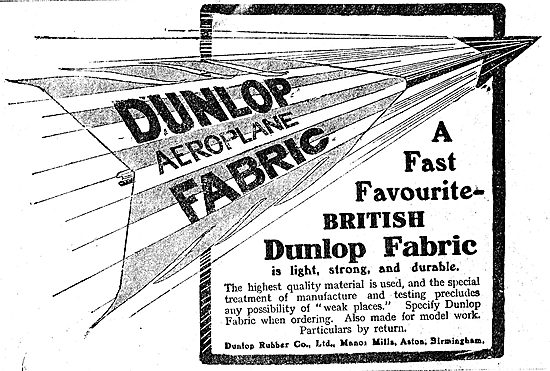 DUNLOP
AEROPLANE
FABRIC
A
Fast
Favourite-
BRITISH
Dunlop Fabric
is light, strong, and durable.
The highest quality material is used, and the special
treatment of manufacture and testing precludes
any possibility of "weak places." Specify Dunlop
Fabric when ordering. Also made for model work.
Particulars by return.
Dunlop Rubber Co., Ltd., Manor Mills, Aston, Birmingham.